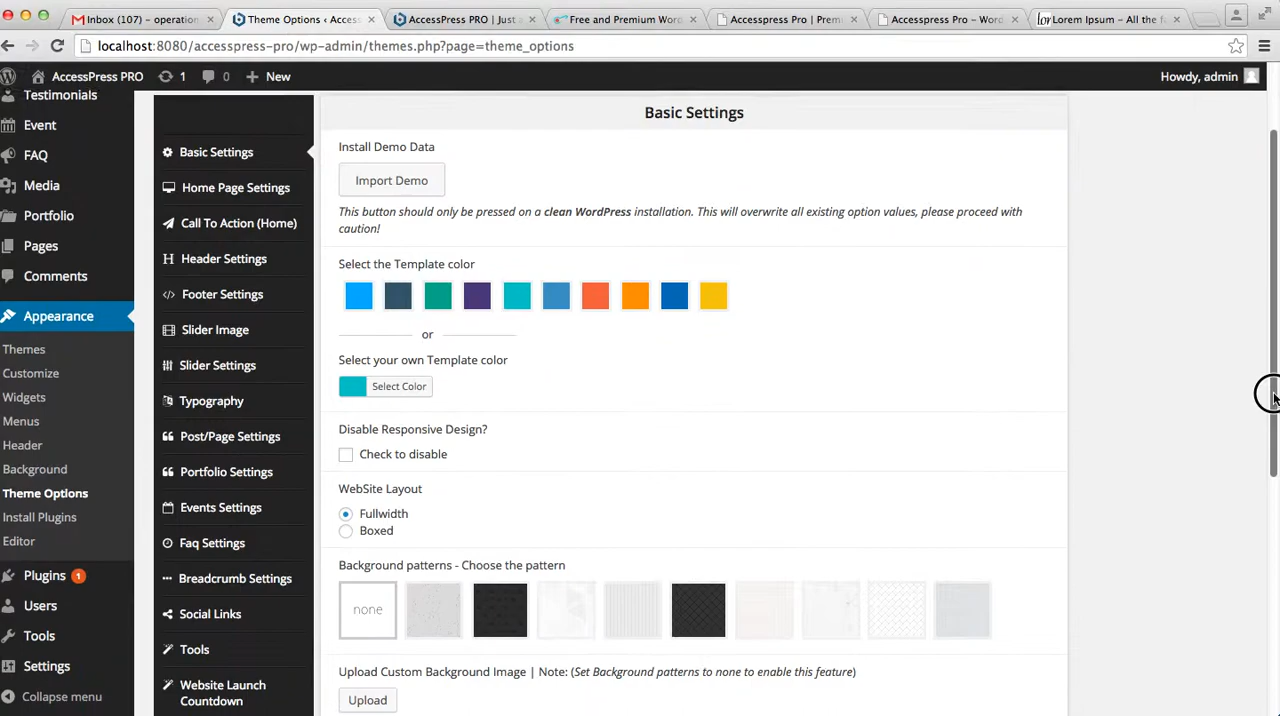 Inbox (107) – operation
Theme Options ‹ Access
AccessPress PRO | Just a
Free and Premium Wor
Accesspress Pro | Prem
Accesspress Pro – Word
Lorem Ipsum – All the f
localhost:8080/accesspress-pro/wp-admin/themes.php?page=theme_options
AccessPress PRO 1 0 + New Howdy, admin
Testimonials
Event
FAQ
Media
Portfolio
Pages
Comments
Appearance
Themes
Customize
Widgets
Menus
Header
Background
Theme Options
Install Plugins
Editor
Plugins 1
Users
Tools
Settings
Collapse menu
Basic Settings
Home Page Settings
Call To Action (Home)
Header Settings
Footer Settings
Slider Image
Slider Settings
Typography
Post/Page Settings
Portfolio Settings
Events Settings
Faq Settings
Breadcrumb Settings
Social Links
Tools
Website Launch
Countdown
Basic Settings
Install Demo Data
Import Demo
This button should only be pressed on a clean WordPress installation. This will overwrite all existing option values, please proceed with
caution!
Select the Template color
or
Select your own Template color
Select Color
Disable Responsive Design?
Check to disable
WebSite Layout
Fullwidth
Boxed
Background patterns - Choose the pattern
none
Upload Custom Background Image | Note: (Set Background patterns to none to enable this feature)
Upload